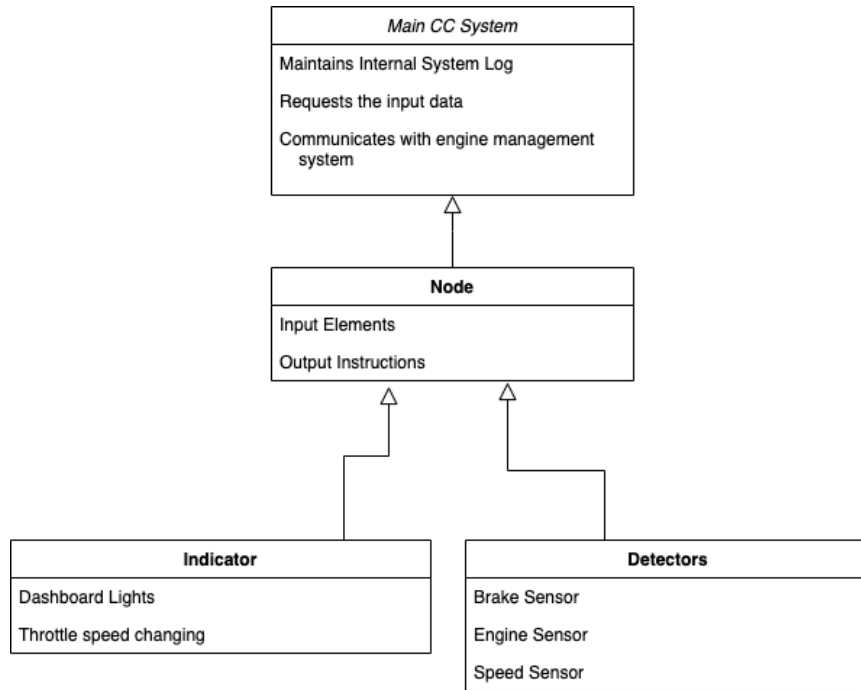 Main CC System
Maintains Internal System Log
Requests the input data
Communicates with engine management
system
Node
Input Elements
Output Instructions
Indicator
Dashboard Lights
Throttle speed changing
Detectors
Brake Sensor
Engine Sensor
Speed Sensor